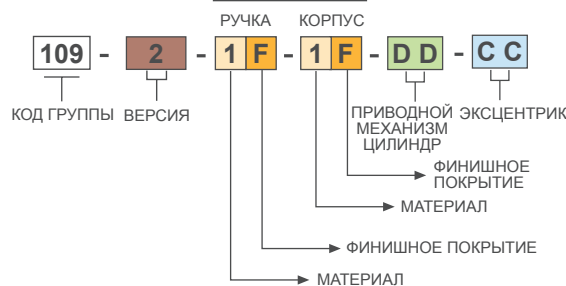 РУЧКА КОРПУС
109 - 2 - 1 F - 1 F - D D - C C
КОД ГРУППЫ ВЕРСИЯ ПРИВОДНОЙ МЕХАНИЗМ ЦИЛИНДР ЭКСЦЕНТРИК
ФИНИШНОЕ
ПОКРЫТИЕ
МАТЕРИАЛ
ФИНИШНОЕ ПОКРЫТИЕ
МАТЕРИАЛ